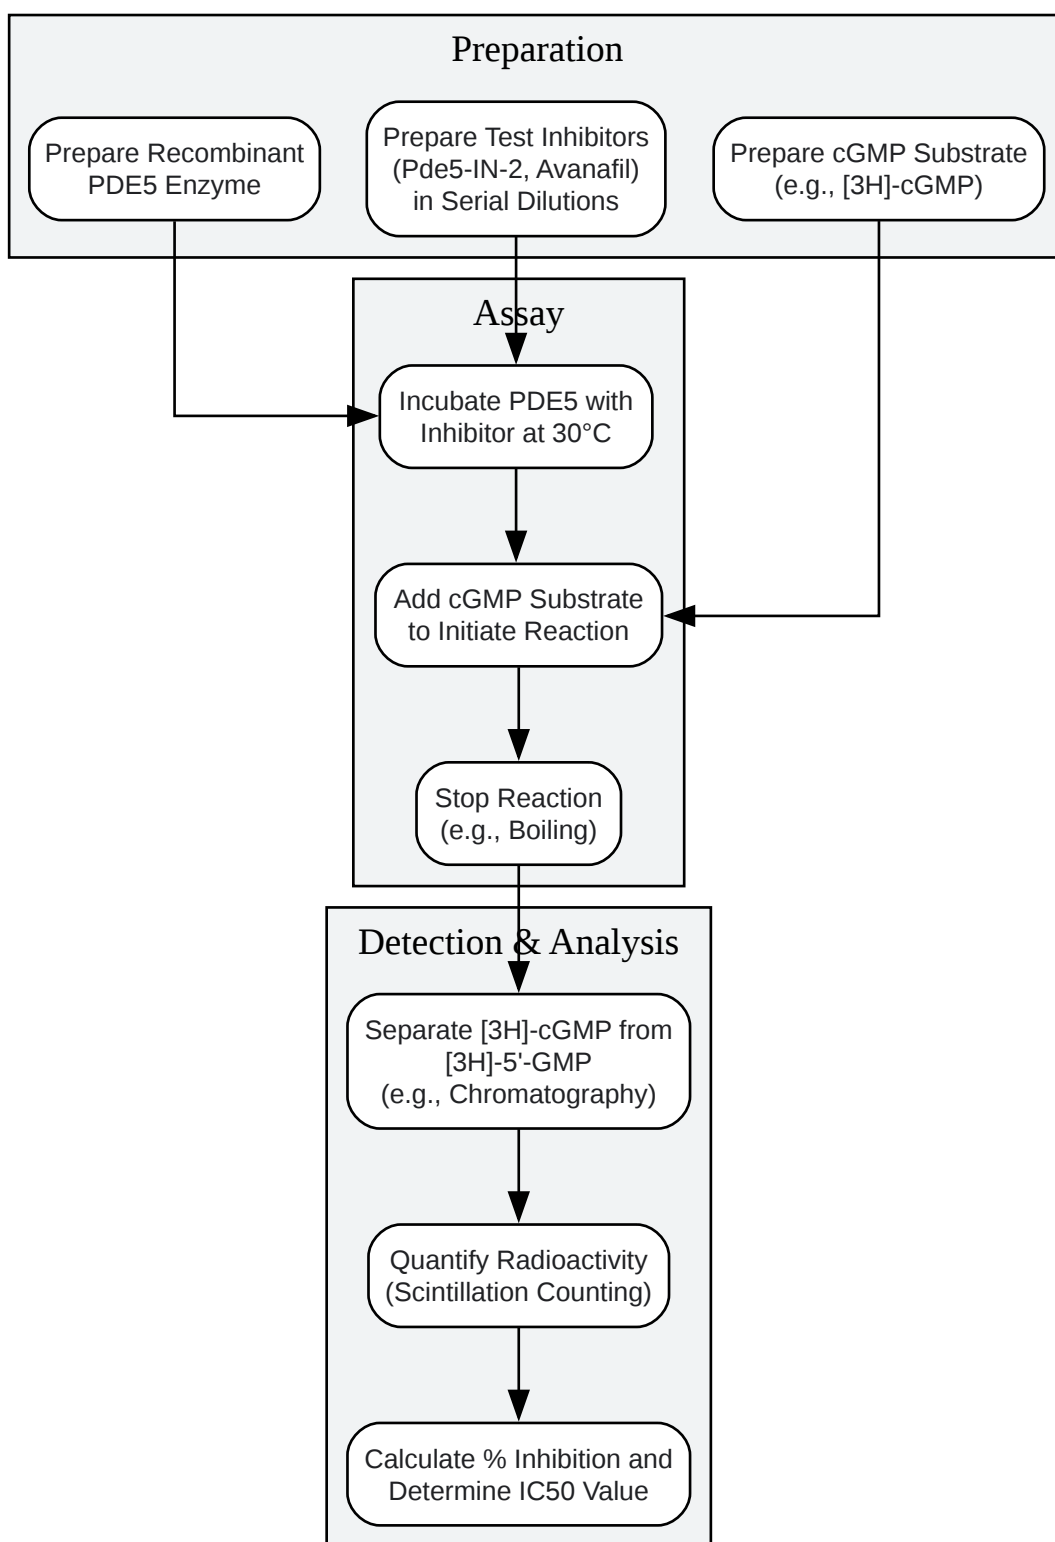 Preparation
Prepare Recombinant
PDE5 Enzyme
Prepare Test Inhibitors
(Pde5-IN-2, Avanafil)
in Serial Dilutions
Prepare cGMP Substrate
(e.g., [3H]-cGMP)
Assay
Incubate PDE5 with
Inhibitor at 30°C
Add cGMP Substrate
to Initiate Reaction
Stop Reaction
(e.g., Boiling)
Detection & Analysis
Separate [3H]-cGMP from
[3H]-5'-GMP
(e.g., Chromatography)
Quantify Radioactivity
(Scintillation Counting)
Calculate % Inhibition and
Determine IC50 Value